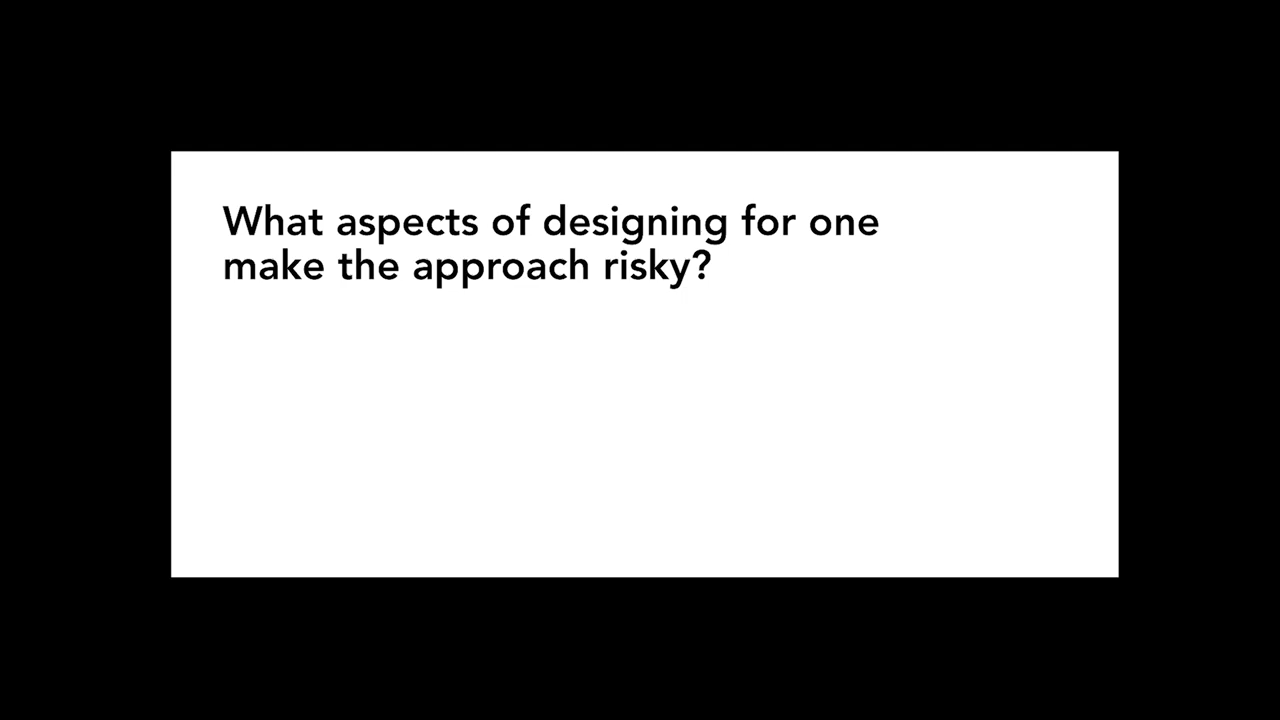 What aspects of designing for one
make the approach risky?